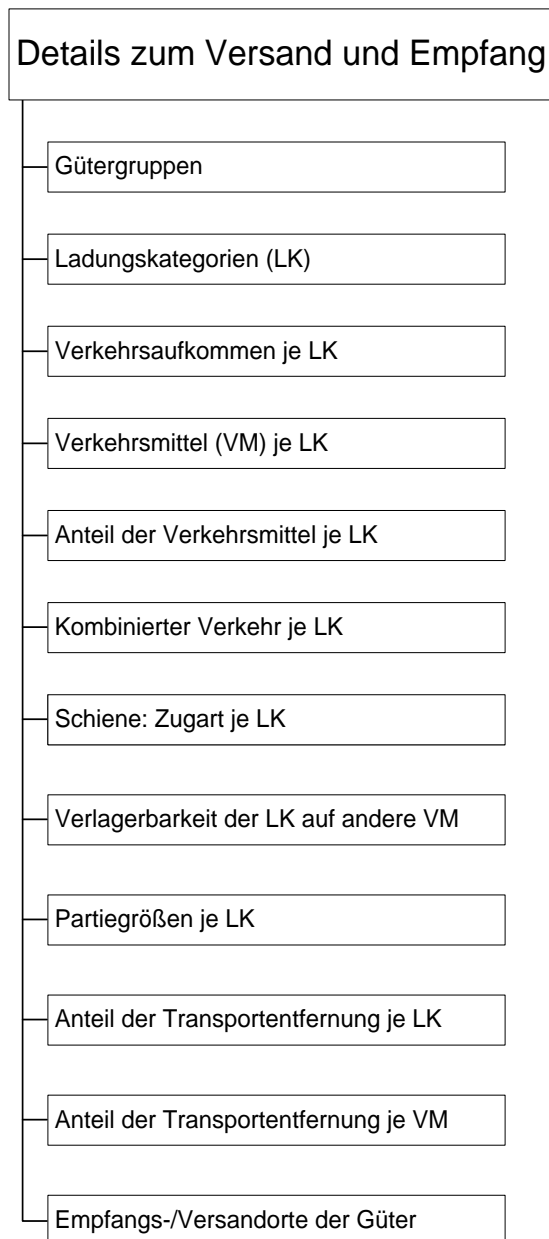 Details zum Versand und Empfang
Gütergruppen
Ladungskategorien (LK)
Verkehrsaufkommen je LK
Verkehrsmittel (VM) je LK
Anteil der Verkehrsmittel je LK
Kombinierter Verkehr je LK
Schiene: Zugart je LK
Verlagerbarkeit der LK auf andere VM
Partiegrößen je LK
Anteil der Transportentfernung je LK
Anteil der Transportentfernung je VM
Empfangs-/Versandorte der Güter